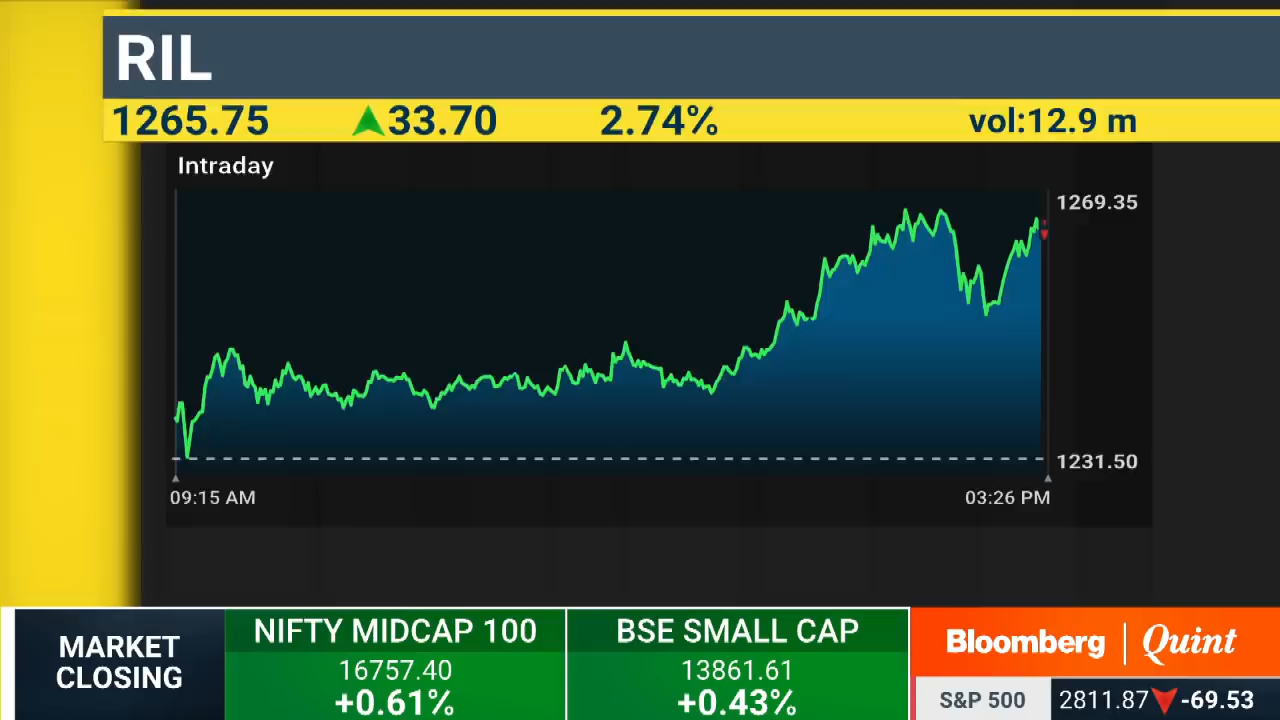 RIL
1265.75 33.70 2.74% vol:12.9 m
Intraday
1269.35
1231.50
09:15 AM 03:26 PM
MARKET
CLOSING
NIFTY MIDCAP 100
16757.40
+0.61%
BSE SMALL CAP
13861.61
+0.43%
Bloomberg | Quint
S&P 500 2811.87 -69.53